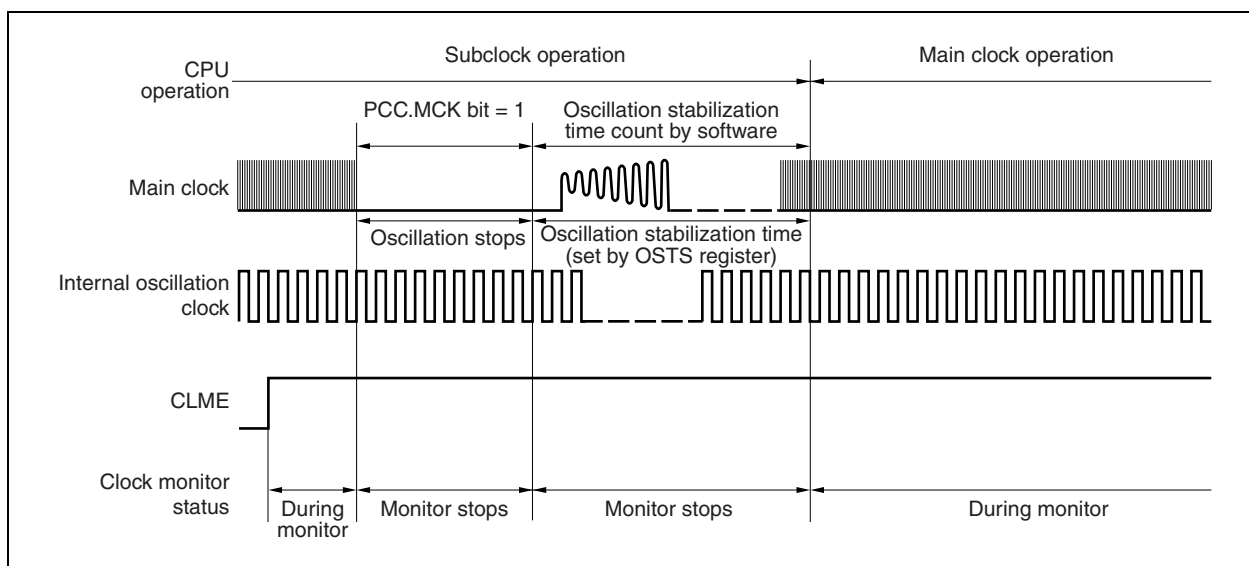 Subclock operation
Main clock operation
CPU
operation
PCC.MCK bit = 1
Oscillation stabilization
time count by software
Main clock
Oscillation stops
Oscillation stabilization time
(set by OSTS register)
Internal oscillation
clock
CLME
Clock monitor
status
During
monitor
Monitor stops
Monitor stops
During monitor